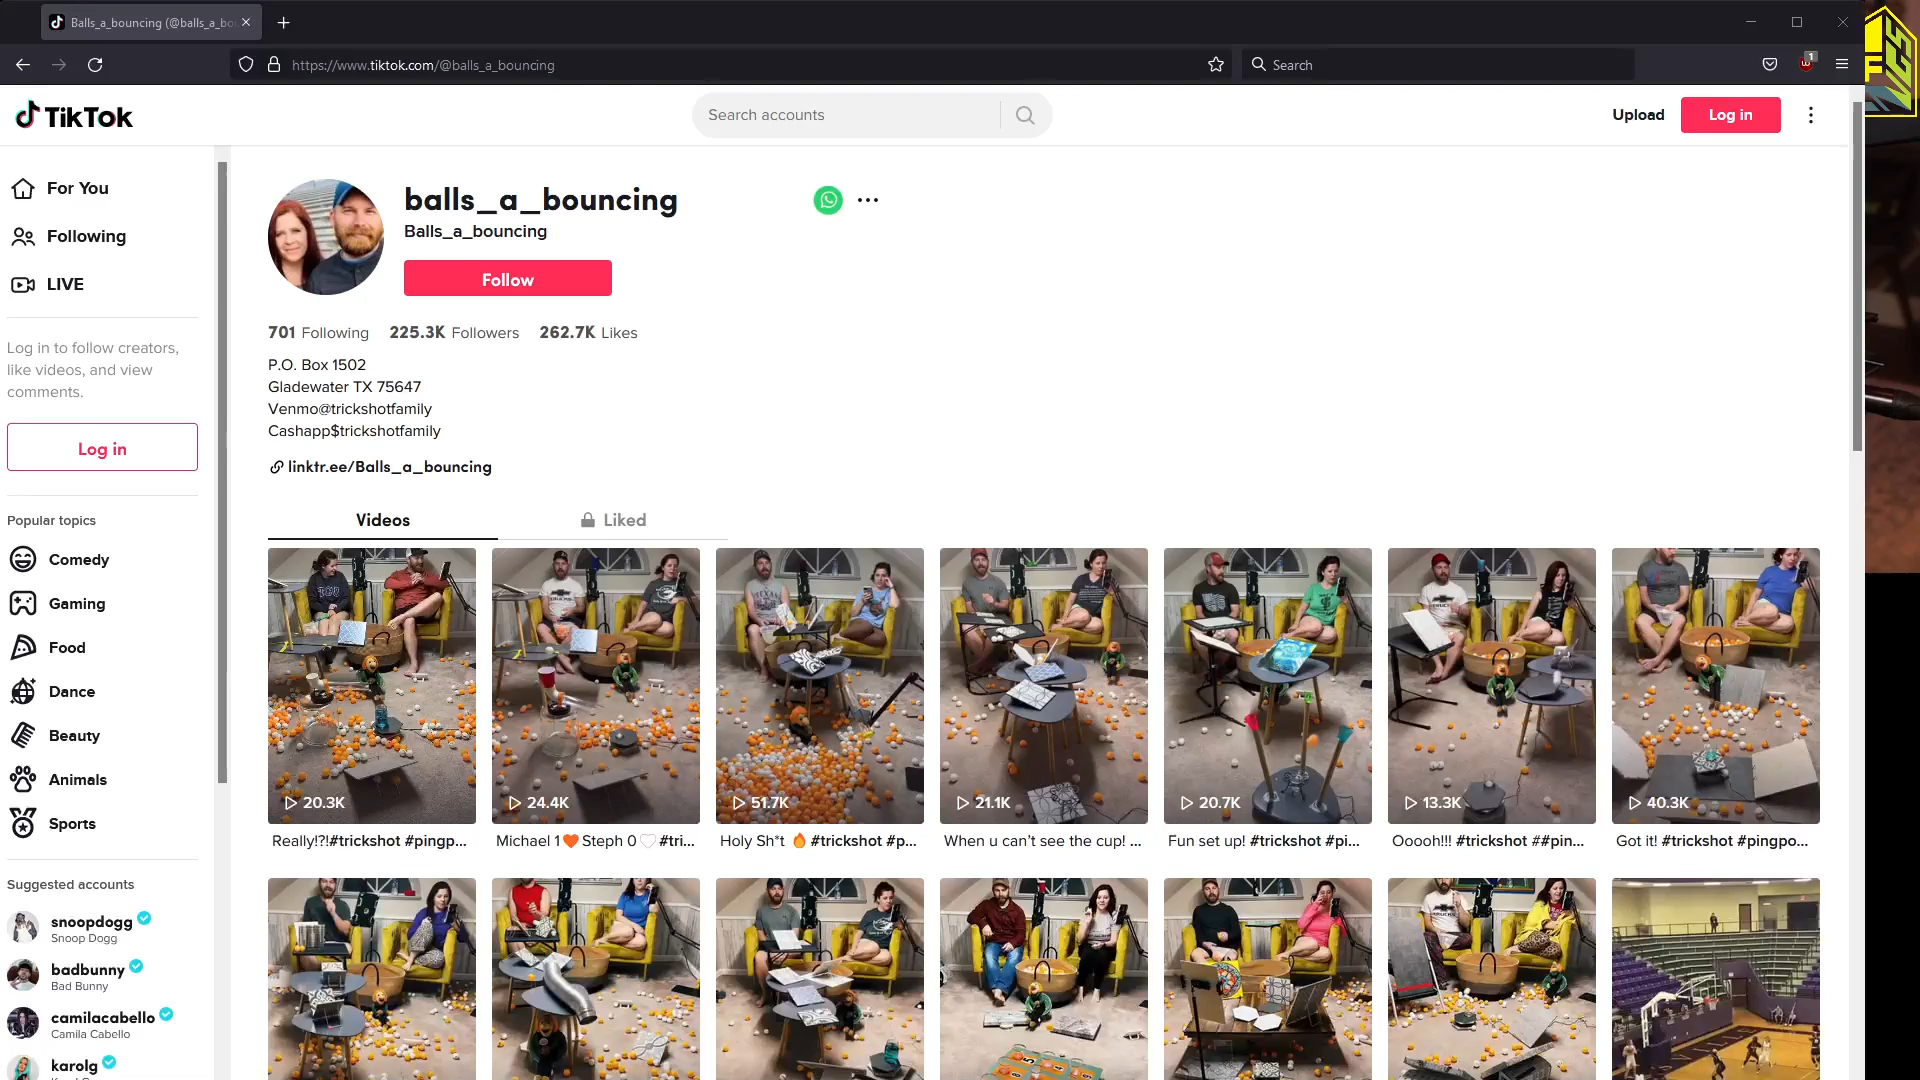 Balls_a_bouncing (@balls_a_bo
https://www.tiktok.com/@balls_a_bouncing
Search
1
TikTok
Search accounts
Upload
Log in
For You
Following
LIVE
Log in to follow creators,
like videos, and view
comments.
Log in
Popular topics
Comedy
Gaming
Food
Dance
Beauty
Animals
Sports
Suggested accounts
snoopdogg
Snoop Dogg
badbunny
Bad Bunny
camilacabello
Camila Cabello
karolg
balls_a_bouncing
Balls_a_bouncing
Follow
701 Following 225.3K Followers 262.7K Likes
P.O. Box 1502
Gladewater TX 75647
Venmo@trickshotfamily
Cashapp$trickshotfamily
linktr.ee/Balls_a_bouncing
Videos
Liked
20.3K
24.4K
51.7K
21.1K
20.7K
13.3K
40.3K
Really!?!#trickshot #pingp...
Michael 1🧡Steph 0🤍#tri...
Holy Sh*t 🔥 #trickshot #p...
When u can’t see the cup! ...
Fun set up! #trickshot #pi...
Ooooh!!! #trickshot ##pin...
Got it! #trickshot #pingpo...